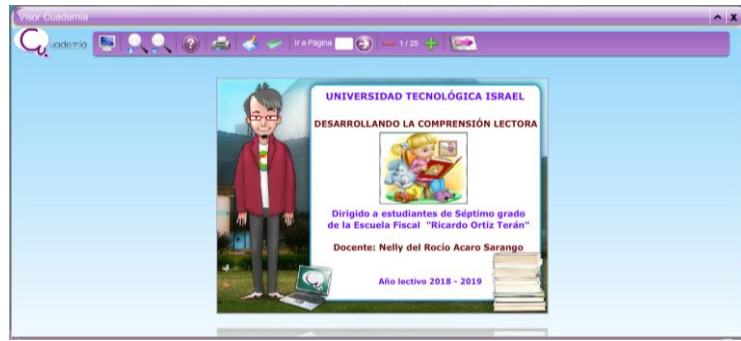 Visor Cuadernia
Cuadernia
Ir a Página
1 / 25
UNIVERSIDAD TECNOLÓGICA ISRAEL
DESARROLLANDO LA COMPRENSIÓN LECTORA
Dirigido a estudiantes de Séptimo grado
de la Escuela Fiscal "Ricardo Ortiz Terán"
Docente: Nelly del Rocío Acaro Sarango
Año lectivo 2018 - 2019